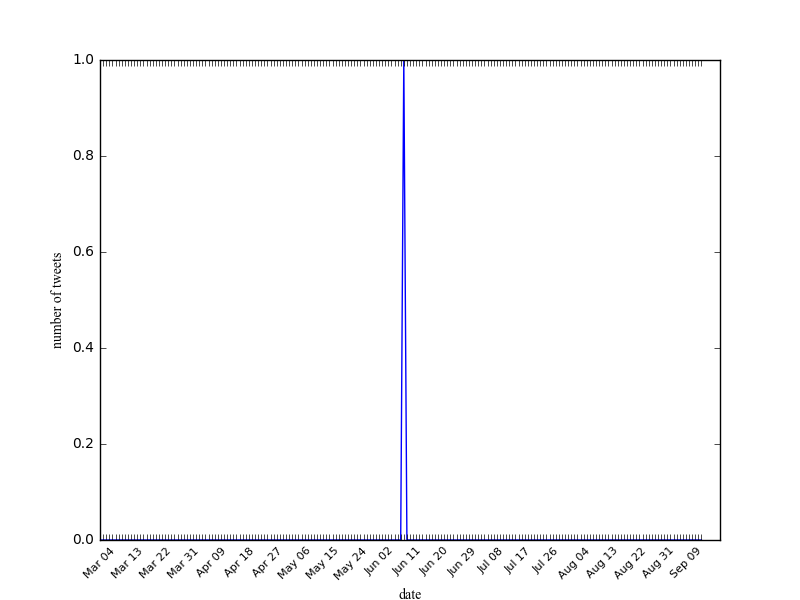 1.0
0.8
0.6
0.4
0.2
0.0
number of tweets
Mar 04
Mar 13
Mar 22
Mar 31
Apr 09
Apr 18
Apr 27
May 06
May 15
May 24
Jun 02
Jun 11
Jun 20
Jun 29
Jul 08
Jul 17
Jul 26
Aug 04
Aug 13
Aug 22
Aug 31
Sep 09
date